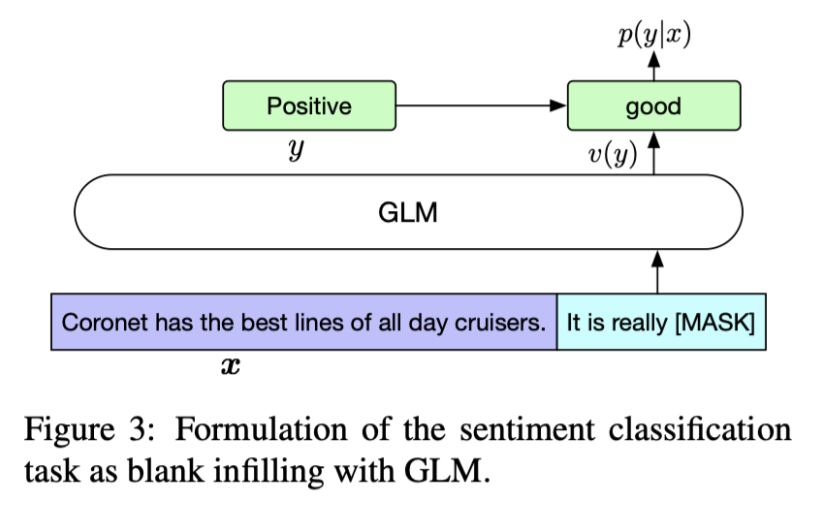 p(y|x)
Positive
good
y
v(y)
GLM
Coronet has the best lines of all day cruisers.
It is really [MASK]
x
Figure 3: Formulation of the sentiment classification
task as blank infilling with GLM.